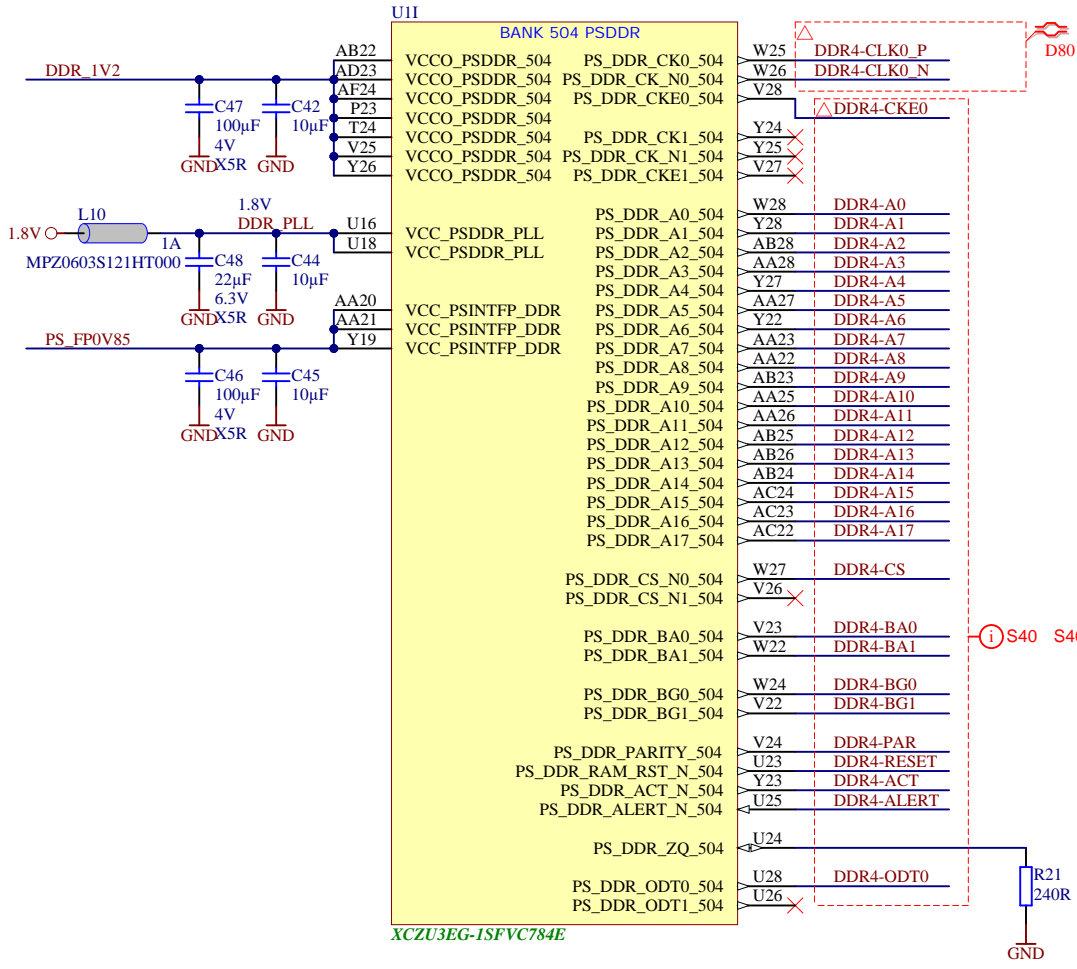 U1I
BANK 504 PSDDR
DDR_1V2
AB22 VCCO_PSDDR_504
AD23 VCCO_PSDDR_504
AF24 VCCO_PSDDR_504
P23 VCCO_PSDDR_504
T24 VCCO_PSDDR_504
V25 VCCO_PSDDR_504
Y26 VCCO_PSDDR_504
C47
100µF
4V
X5R
GND
C42
10µF
GND
1.8V
L10
1A
MPZ0603S121HT000
1.8V
DDR_PLL
U16 VCC_PSDDR_PLL
U18 VCC_PSDDR_PLL
C48
22µF
6.3V
X5R
GND
C44
10µF
GND
PS_FP0V85
AA20 VCC_PSINTFP_DDR
AA21 VCC_PSINTFP_DDR
Y19 VCC_PSINTFP_DDR
C46
100µF
4V
X5R
GND
C45
10µF
GND
PS_DDR_CK0_504 W25 DDR4-CLK0_P
PS_DDR_CK_N0_504 W26 DDR4-CLK0_N
PS_DDR_CKE0_504 V28 DDR4-CKE0
D80
PS_DDR_CK1_504 Y24
PS_DDR_CK_N1_504 Y25
PS_DDR_CKE1_504 V27
PS_DDR_A0_504 W28 DDR4-A0
PS_DDR_A1_504 Y28 DDR4-A1
PS_DDR_A2_504 AB28 DDR4-A2
PS_DDR_A3_504 AA28 DDR4-A3
PS_DDR_A4_504 Y27 DDR4-A4
PS_DDR_A5_504 AA27 DDR4-A5
PS_DDR_A6_504 Y22 DDR4-A6
PS_DDR_A7_504 AA23 DDR4-A7
PS_DDR_A8_504 AA22 DDR4-A8
PS_DDR_A9_504 AB23 DDR4-A9
PS_DDR_A10_504 AA25 DDR4-A10
PS_DDR_A11_504 AA26 DDR4-A11
PS_DDR_A12_504 AB25 DDR4-A12
PS_DDR_A13_504 AB26 DDR4-A13
PS_DDR_A14_504 AB24 DDR4-A14
PS_DDR_A15_504 AC24 DDR4-A15
PS_DDR_A16_504 AC23 DDR4-A16
PS_DDR_A17_504 AC22 DDR4-A17
PS_DDR_CS_N0_504 W27 DDR4-CS
PS_DDR_CS_N1_504 V26
PS_DDR_BA0_504 V23 DDR4-BA0
PS_DDR_BA1_504 W22 DDR4-BA1
i S40
PS_DDR_BG0_504 W24 DDR4-BG0
PS_DDR_BG1_504 V22 DDR4-BG1
PS_DDR_PARITY_504 V24 DDR4-PAR
PS_DDR_RAM_RST_N_504 U23 DDR4-RESET
PS_DDR_ACT_N_504 Y23 DDR4-ACT
PS_DDR_ALERT_N_504 U25 DDR4-ALERT
PS_DDR_ZQ_504 U24
PS_DDR_ODT0_504 U28 DDR4-ODT0
PS_DDR_ODT1_504 U26
R21
240R
GND
XCZU3EG-1SFVC784E